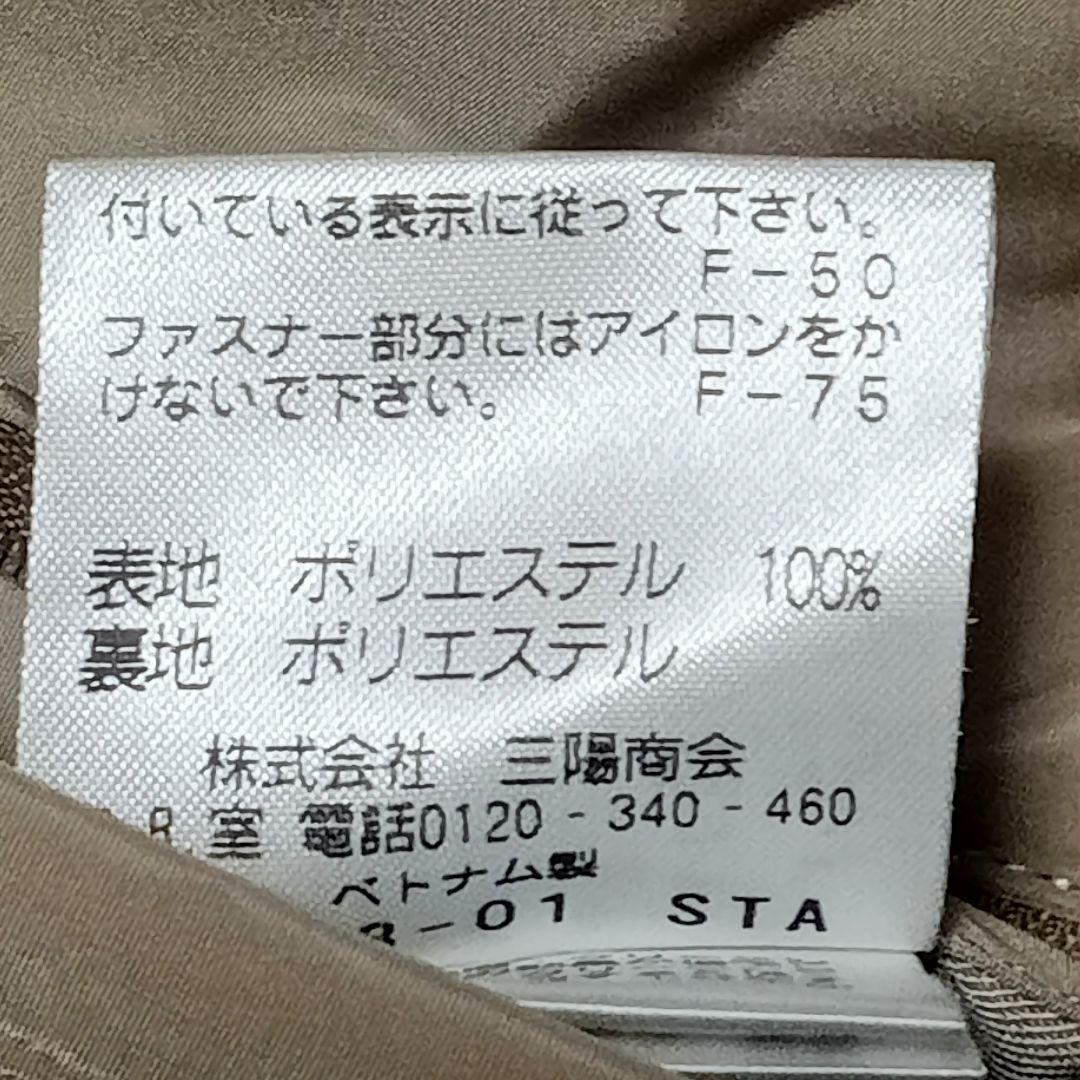 付いている表示に従って下さい。
F-50
ファスナー部分にはアイロンをか
けないで下さい。 F-75
表地 ポリエステル 100%
裏地 ポリエステル
株式会社 三陽商会
室 電話0120-340-460
ベトナム製
-01 STA